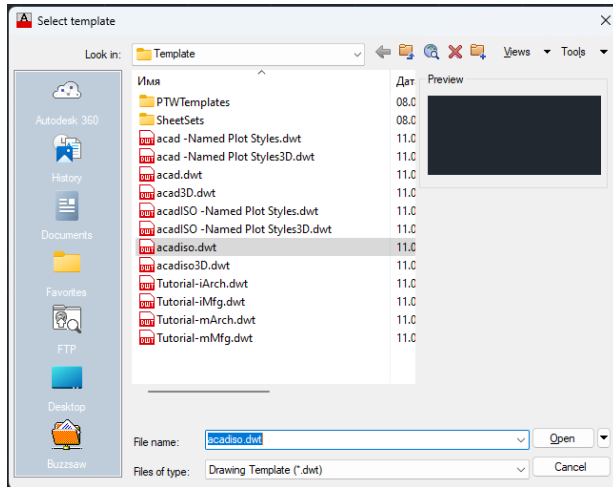 Select template
Look in: Template Views Tools
Имя Дат
Preview
PTWTemplates 08.0
SheetSets 08.0
acad -Named Plot Styles.dwt 11.0
acad -Named Plot Styles3D.dwt 11.0
acad.dwt 11.0
acad3D.dwt 11.0
acadISO -Named Plot Styles.dwt 11.0
acadISO -Named Plot Styles3D.dwt 11.0
acadiso.dwt 11.0
acadiso3D.dwt 11.0
Tutorial-iArch.dwt 11.0
Tutorial-iMfg.dwt 11.0
Tutorial-mArch.dwt 11.0
Tutorial-mMfg.dwt 11.0
Autodesk 360
History
Documents
Favorites
FTP
Desktop
Buzzsaw
File name: acadiso.dwt Open
Files of type: Drawing Template (*.dwt) Cancel